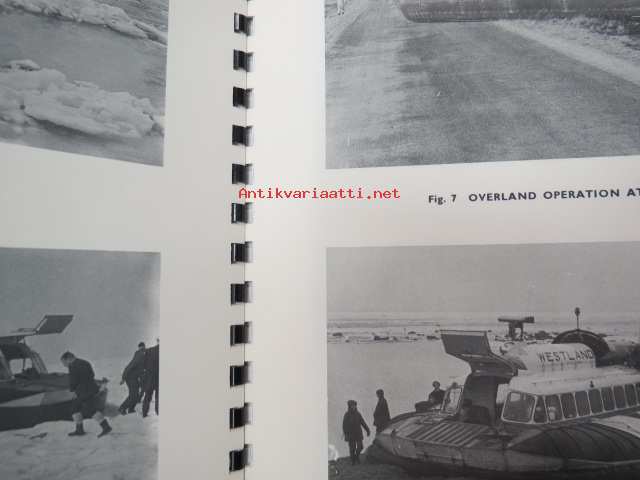 Antikvariaatti.net
Fig. 7 OVERLAND OPERATION AT
WESTLAND